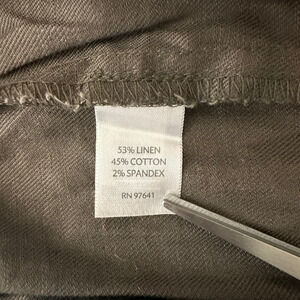 53% LINEN
45% COTTON
2% SPANDEX
RN 97641